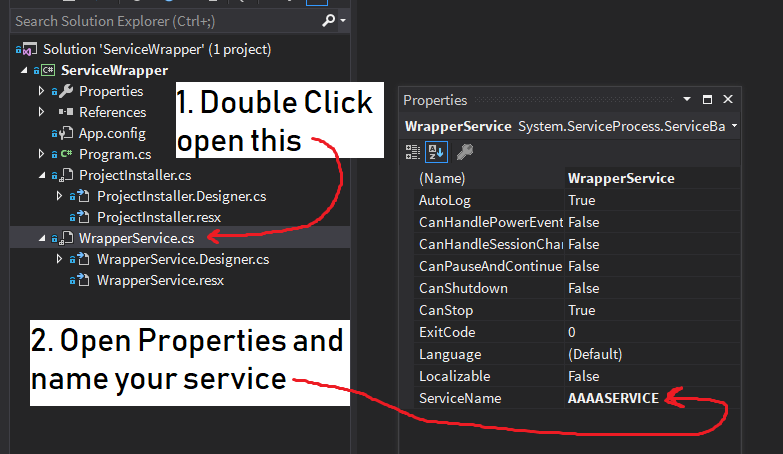 Search Solution Explorer (Ctrl+;)
Solution 'ServiceWrapper' (1 project)
C# ServiceWrapper
Properties
References
App.config
C# Program.cs
ProjectInstaller.cs
ProjectInstaller.Designer.cs
ProjectInstaller.resx
WrapperService.cs
WrapperService.Designer.cs
WrapperService.resx
1. Double Click
open this
2. Open Properties and
name your service
Properties
WrapperService System.ServiceProcess.ServiceBa
A Z
(Name) WrapperService
AutoLog True
CanHandlePowerEvent False
CanHandleSessionChan False
CanPauseAndContinue False
CanShutdown False
CanStop True
ExitCode 0
Language (Default)
Localizable False
ServiceName AAAASERVICE